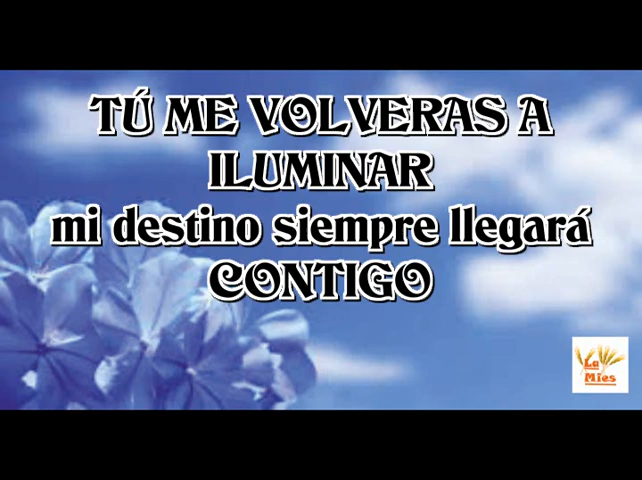 TÚ ME VOLVERAS A
ILUMINAR
mi destino siempre llegará
CONTIGO
La
Mies